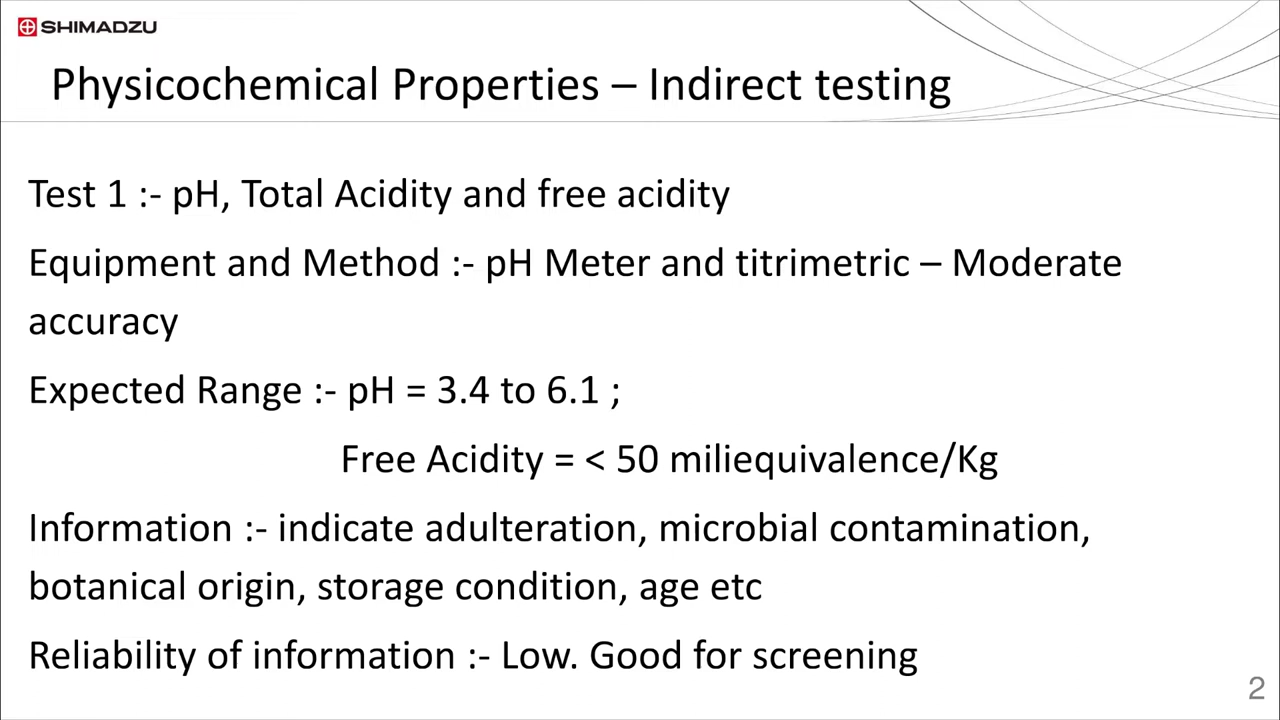 SHIMADZU
Physicochemical Properties – Indirect testing
Test 1 :- pH, Total Acidity and free acidity
Equipment and Method :- pH Meter and titrimetric – Moderate
accuracy
Expected Range :- pH = 3.4 to 6.1 ;
Free Acidity = < 50 miliequivalence/Kg
Information :- indicate adulteration, microbial contamination,
botanical origin, storage condition, age etc
Reliability of information :- Low. Good for screening
2